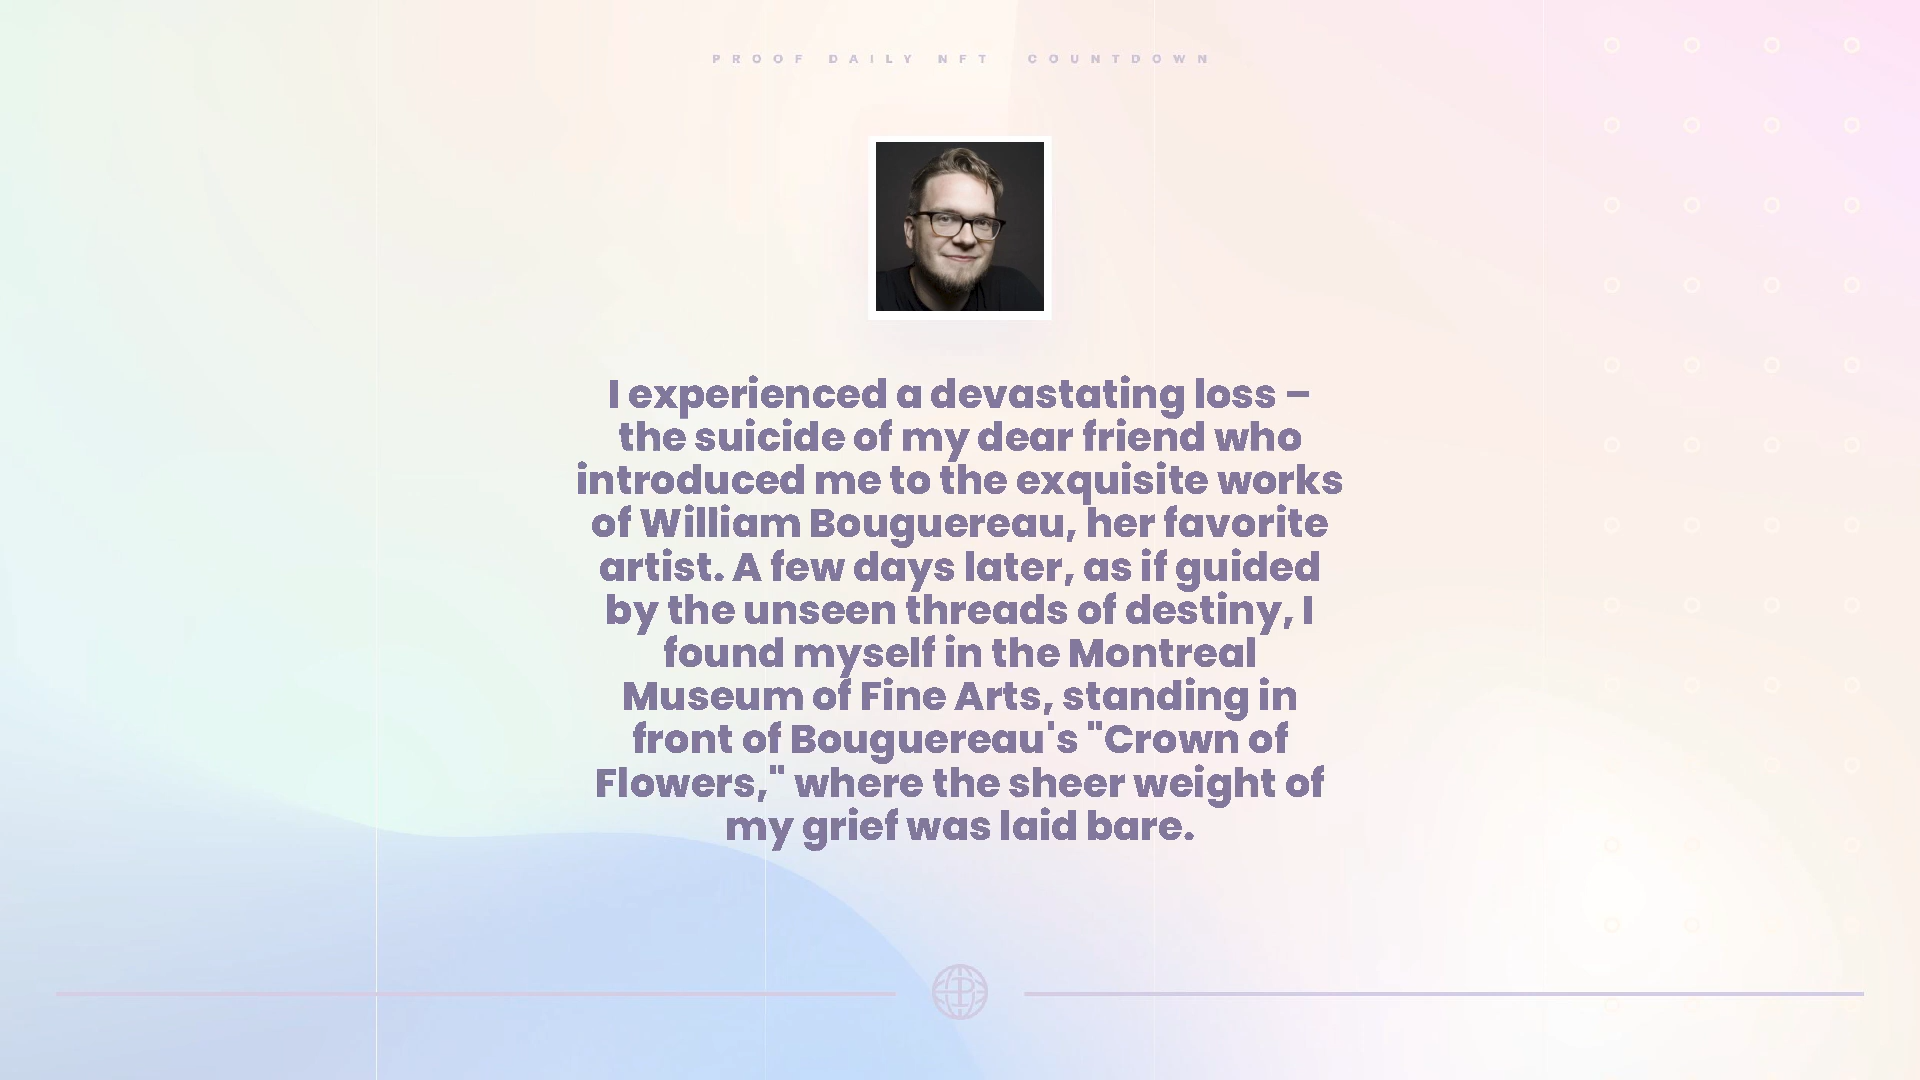 PROOF DAILY NFT COUNTDOWN
I experienced a devastating loss –
the suicide of my dear friend who
introduced me to the exquisite works
of William Bouguereau, her favorite
artist. A few days later, as if guided
by the unseen threads of destiny, I
found myself in the Montreal
Museum of Fine Arts, standing in
front of Bouguereau's "Crown of
Flowers," where the sheer weight of
my grief was laid bare.
P